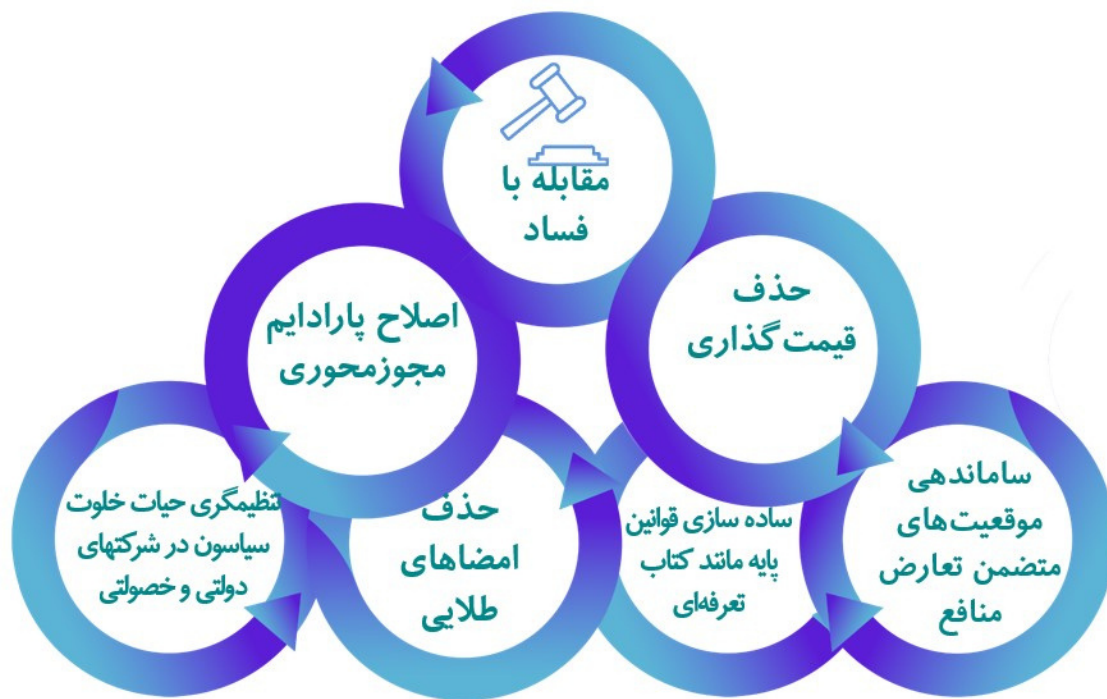 مقابله با
فساد
حذف
قیمت‌گذاری
اصلاح پارادایم
مجوزمحوری
ساماندهی
موقعیت‌های
متضمن تعارض
منافع
ساده سازی قوانین
پایه مانند کتاب
تعرفه‌ای
حذف
امضاهای
طلایی
تنظیمگری حیات خلوت
سیاسون در شرکتهای
دولتی و خصولتی